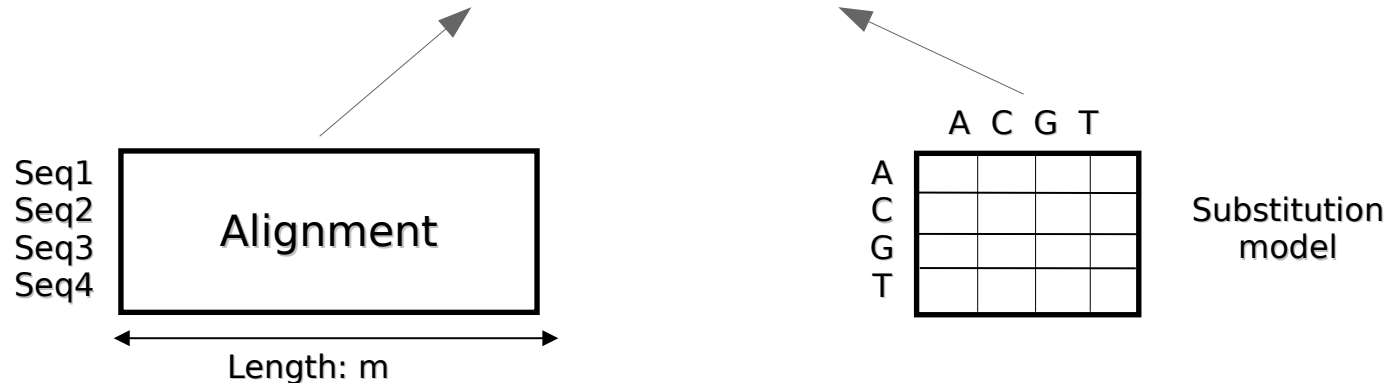 A C G T
Seq1
Seq2
Seq3
Seq4
Alignment
Length: m
A
C
G
T
Substitution
model